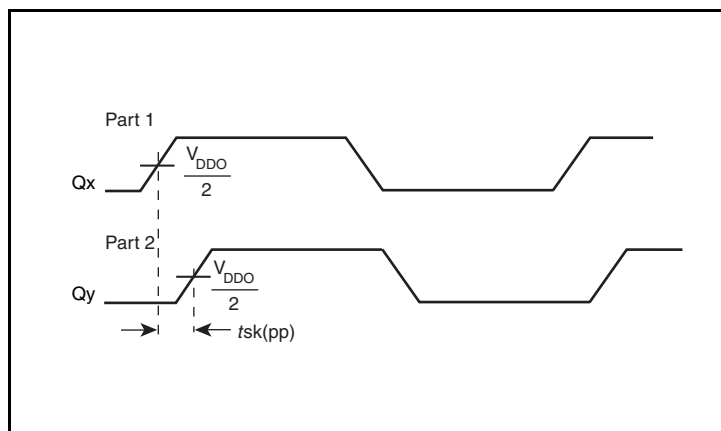 Part 1
V_DDO
2
Qx
Part 2
V_DDO
2
Qy
tsk(pp)